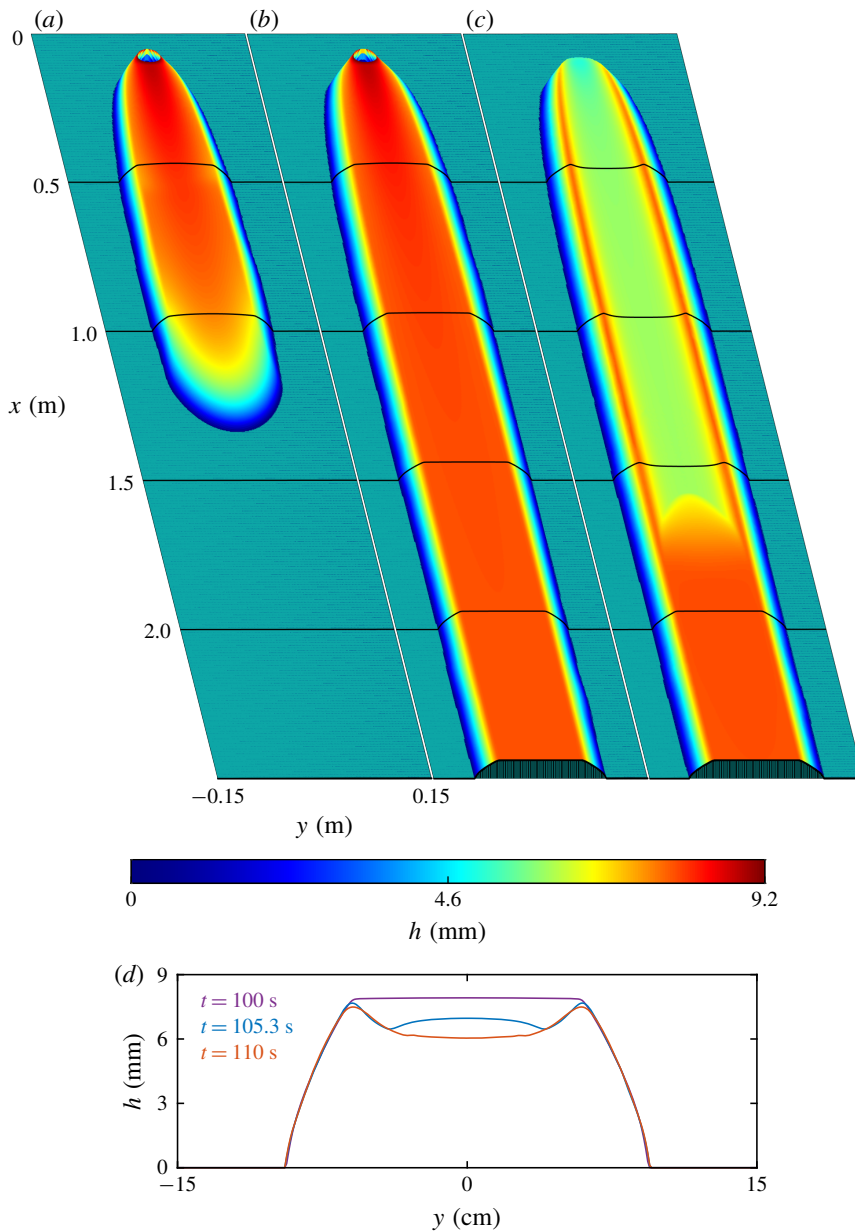 (a) (b) (c)
0
0.5
1.0
x (m)
1.5
2.0
−0.15 0.15
y (m)
0 4.6 9.2
h (mm)
(d)
9
t = 100 s
t = 105.3 s
6
t = 110 s
h (mm)
3
0
−15 0 15
y (cm)